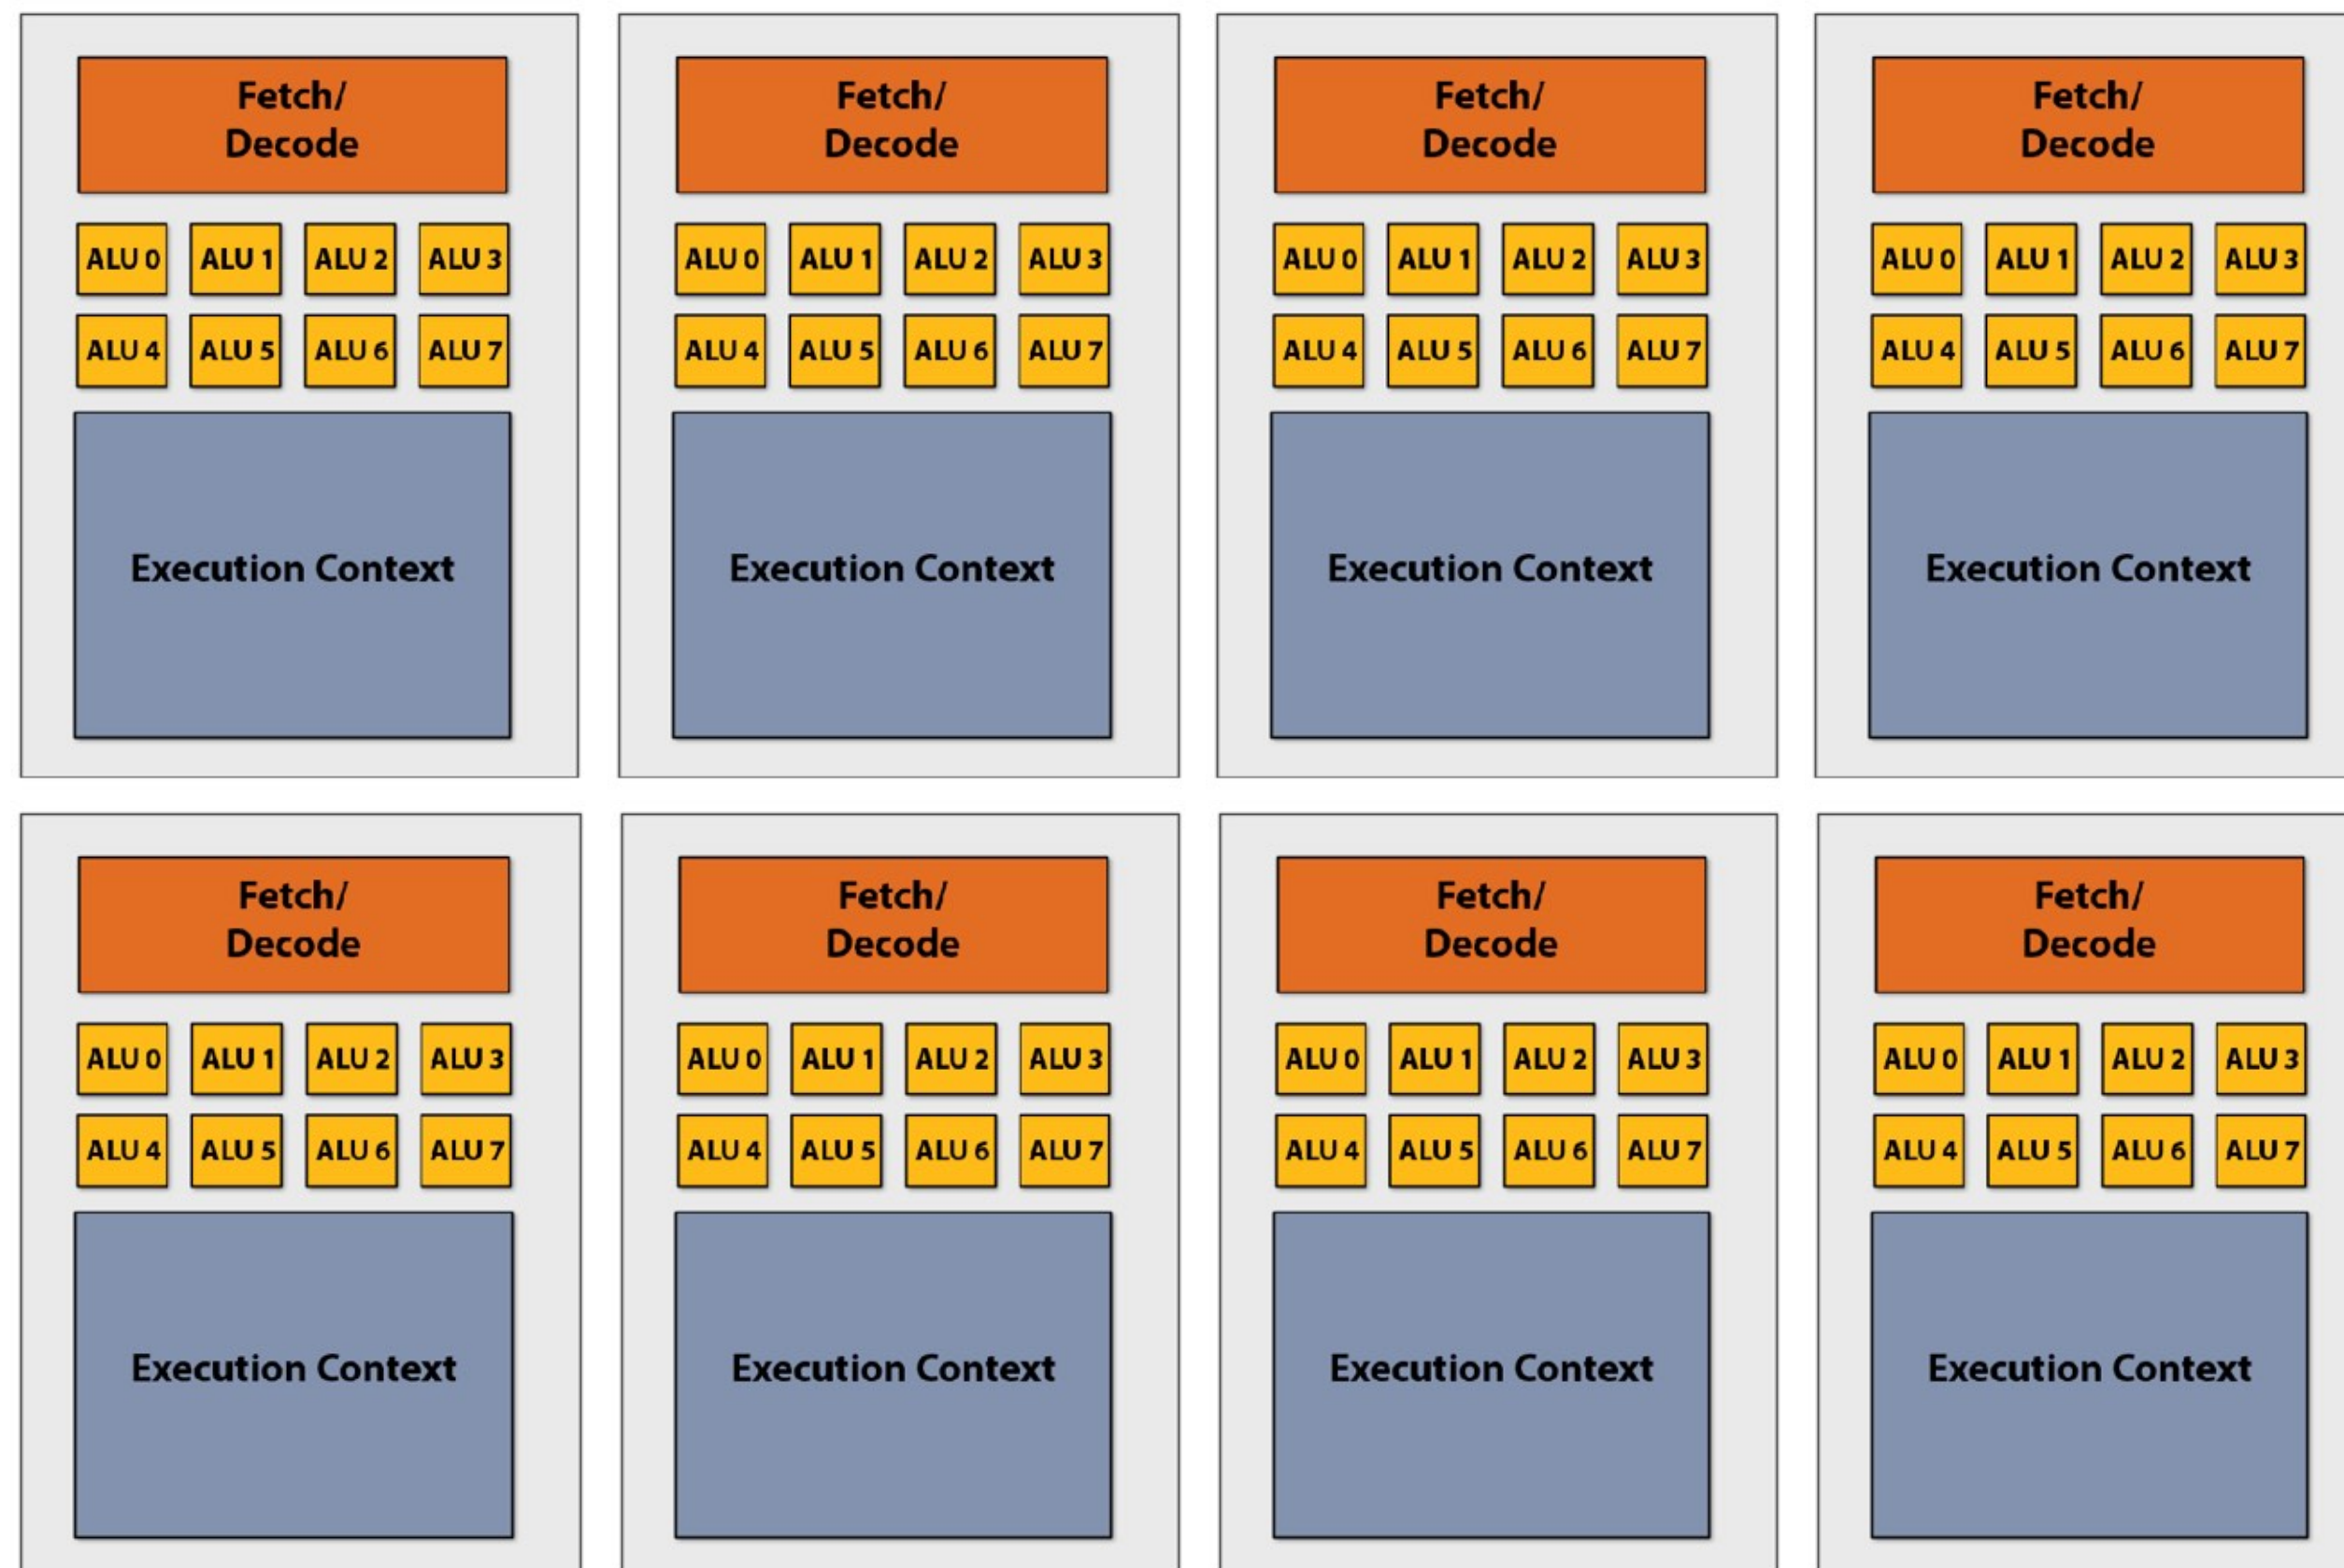 Fetch/ Fetch/ Fetch/ Fetch/
Decode Decode Decode Decode
ALU 0 ALU 1 ALU 2 ALU 3 ALU 0 ALU 1 ALU 2 ALU 3 ALU 0 ALU 1 ALU 2 ALU 3 ALU 0 ALU 1 ALU 2 ALU 3
ALU 4 ALU 5 ALU 6 ALU 7 ALU 4 ALU 5 ALU 6 ALU 7 ALU 4 ALU 5 ALU 6 ALU 7 ALU 4 ALU 5 ALU 6 ALU 7
Execution Context Execution Context Execution Context Execution Context
Fetch/ Fetch/ Fetch/ Fetch/
Decode Decode Decode Decode
ALU 0 ALU 1 ALU 2 ALU 3 ALU 0 ALU 1 ALU 2 ALU 3 ALU 0 ALU 1 ALU 2 ALU 3 ALU 0 ALU 1 ALU 2 ALU 3
ALU 4 ALU 5 ALU 6 ALU 7 ALU 4 ALU 5 ALU 6 ALU 7 ALU 4 ALU 5 ALU 6 ALU 7 ALU 4 ALU 5 ALU 6 ALU 7
Execution Context Execution Context Execution Context Execution Context